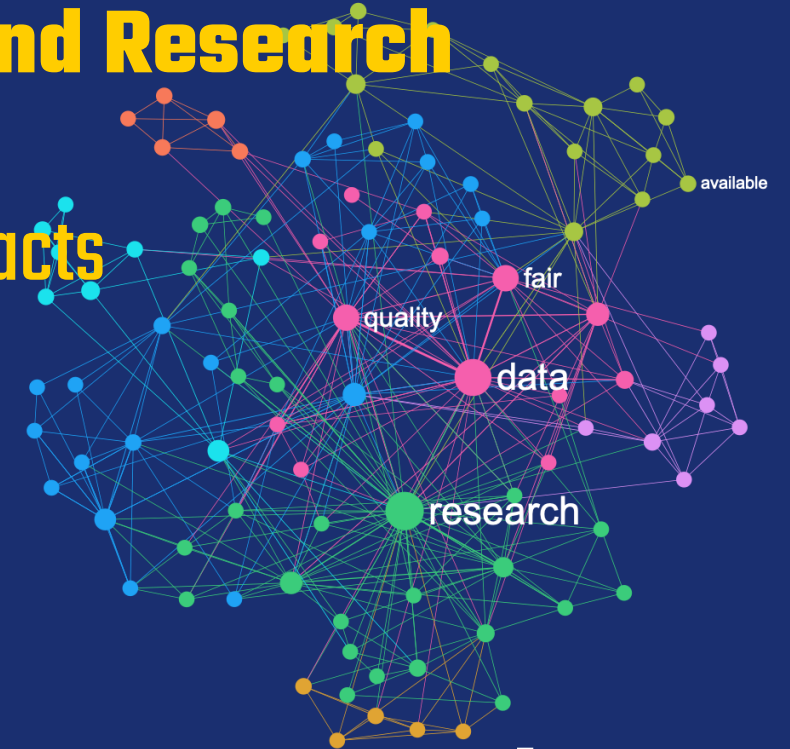 nd Research
available
acts
fair
quality
data
research